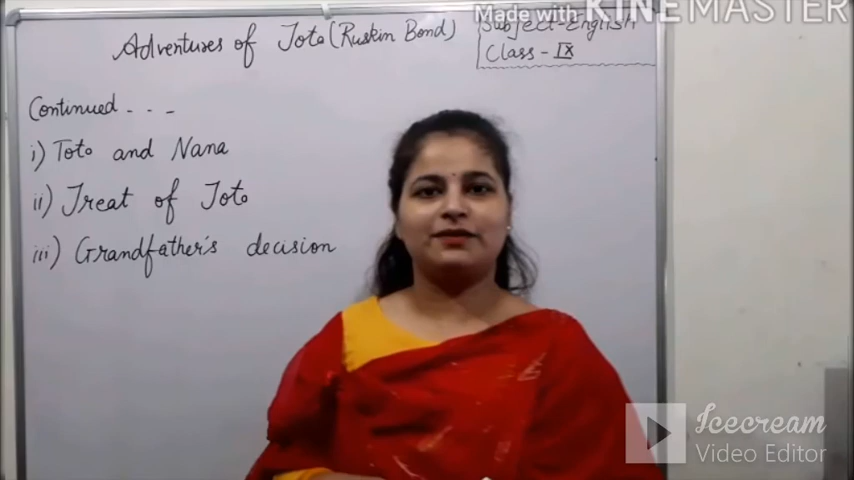 Made with KINEMASTER
Adventures of Toto (Ruskin Bond)
Subject-English
Class - IX
Continued - - -
i) Toto and Nana
ii) Treat of Toto
iii) Grandfather's decision
Icecream
Video Editor